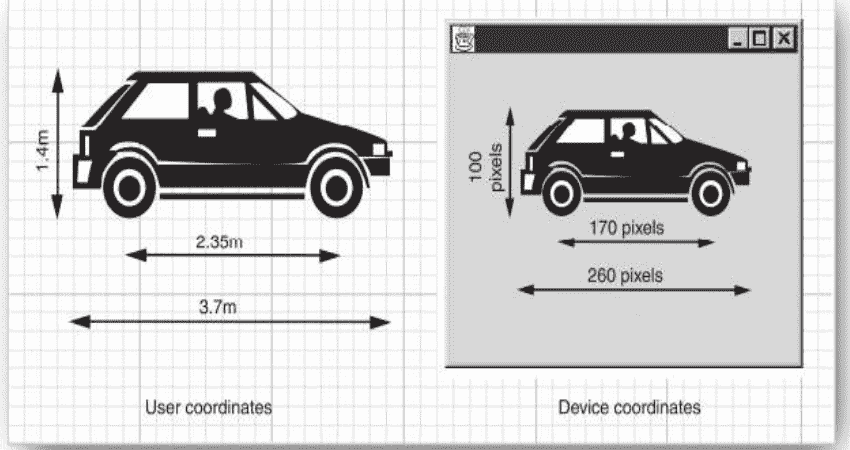 1.4m
2.35m
3.7m
User coordinates
100
pixels
170 pixels
260 pixels
Device coordinates